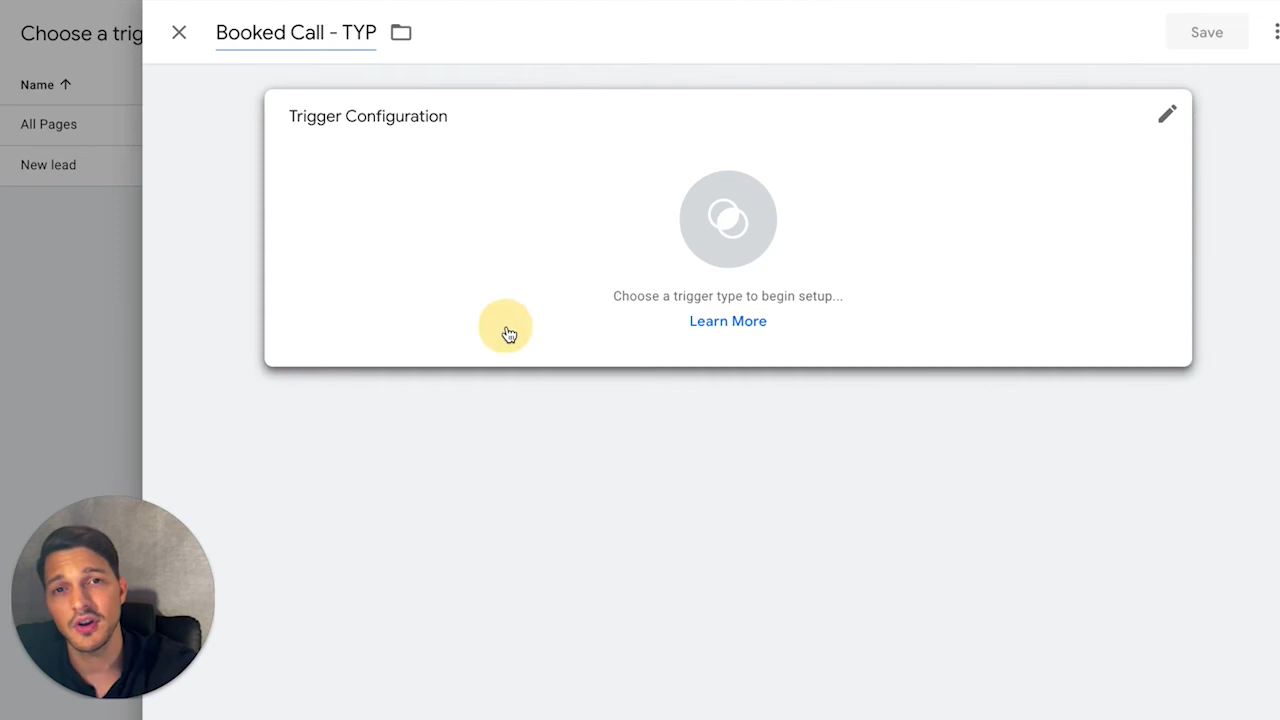 Choose a trig
Booked Call - TYP
Save
Name
All Pages
New lead
Trigger Configuration
Choose a trigger type to begin setup...
Learn More